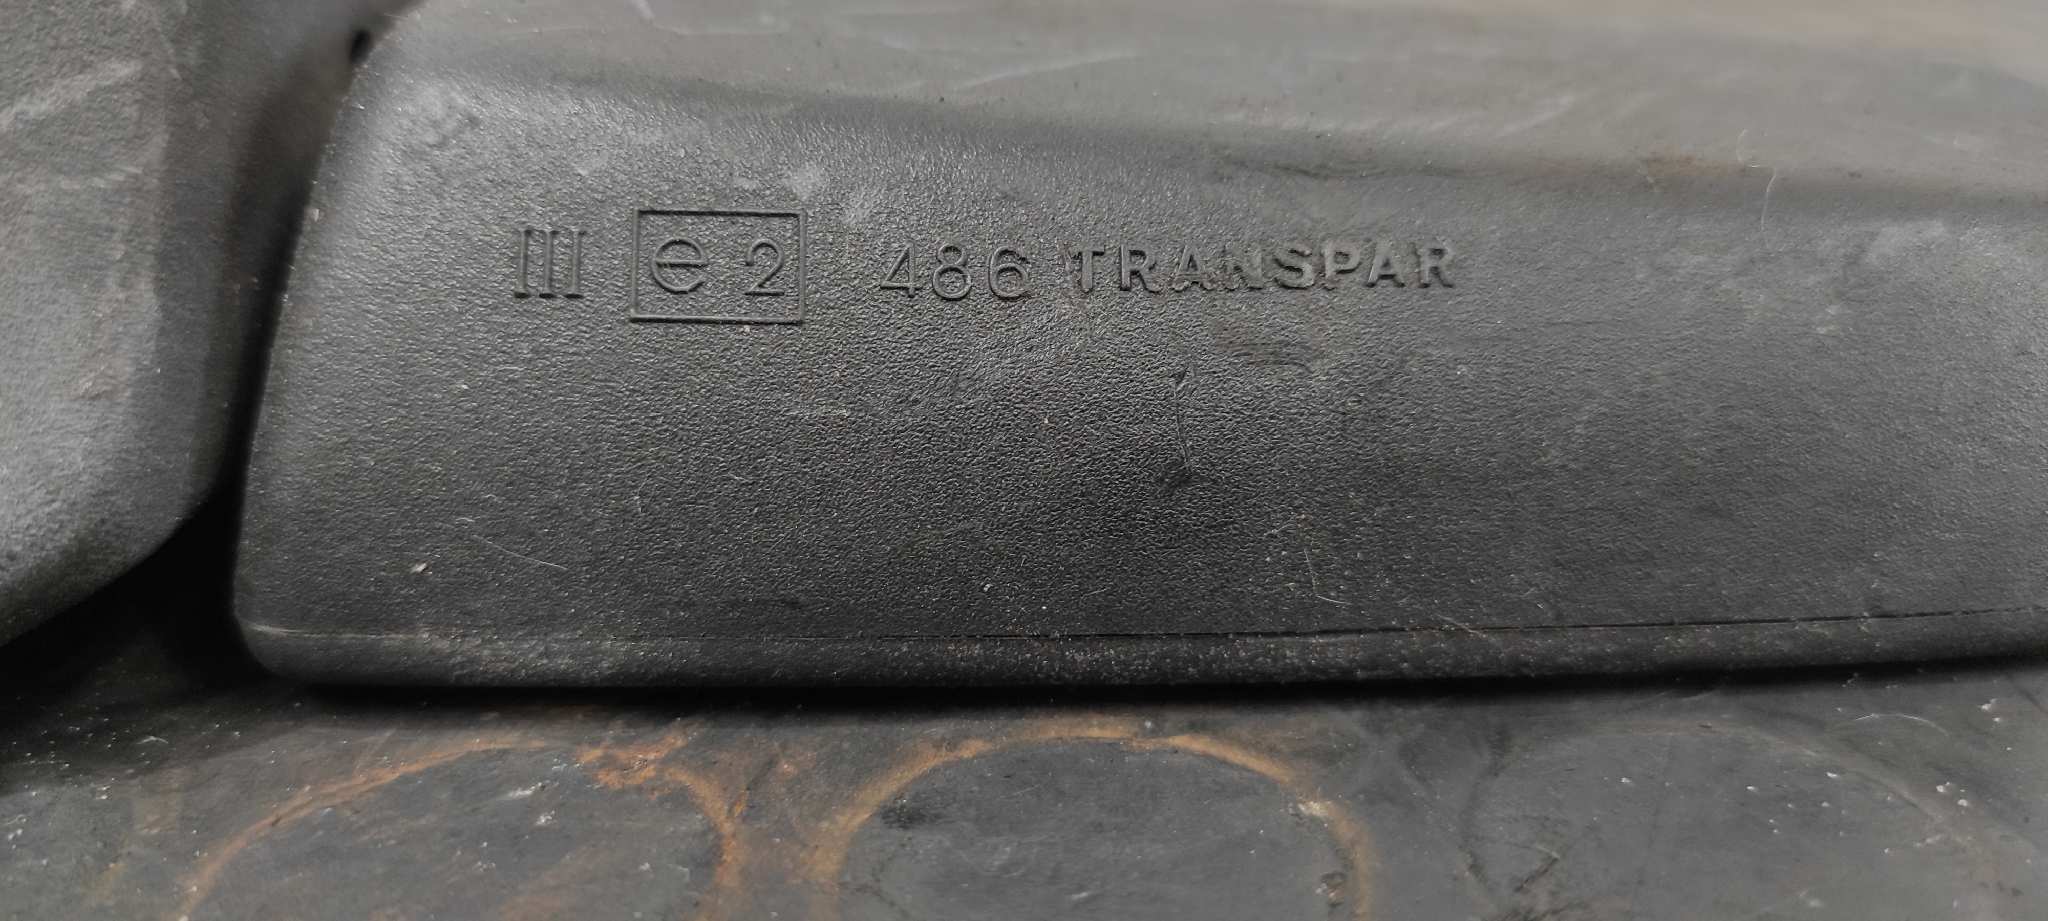 III e 2 486 TRANSPAR